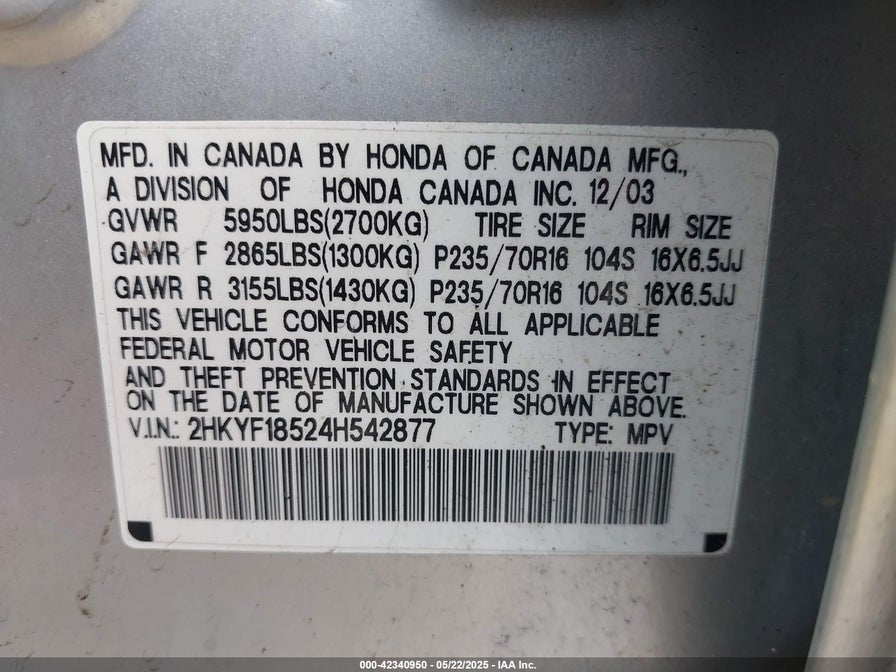 MFD. IN CANADA BY HONDA OF CANADA MFG.,
A DIVISION OF HONDA CANADA INC. 12/03
GVWR 5950LBS(2700KG) TIRE SIZE RIM SIZE
GAWR F 2865LBS(1300KG) P235/70R16 104S 16X6.5JJ
GAWR R 3155LBS(1430KG) P235/70R16 104S 16X6.5JJ
THIS VEHICLE CONFORMS TO ALL APPLICABLE
FEDERAL MOTOR VEHICLE SAFETY
AND THEFT PREVENTION STANDARDS IN EFFECT
ON THE DATE OF MANUFACTURE SHOWN ABOVE.
V.I.N.: 2HKYF18524H542877 TYPE: MPV
000-42340950 - 05/22/2025 - IAA Inc.